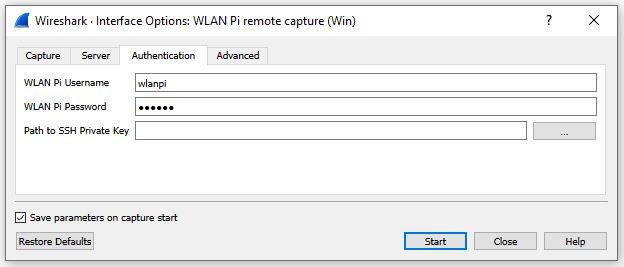 Wireshark · Interface Options: WLAN Pi remote capture (Win)
? ×
Capture Server Authentication Advanced
WLAN Pi Username wlanpi
WLAN Pi Password ●●●●●●
Path to SSH Private Key ...
Save parameters on capture start
Restore Defaults Start Close Help